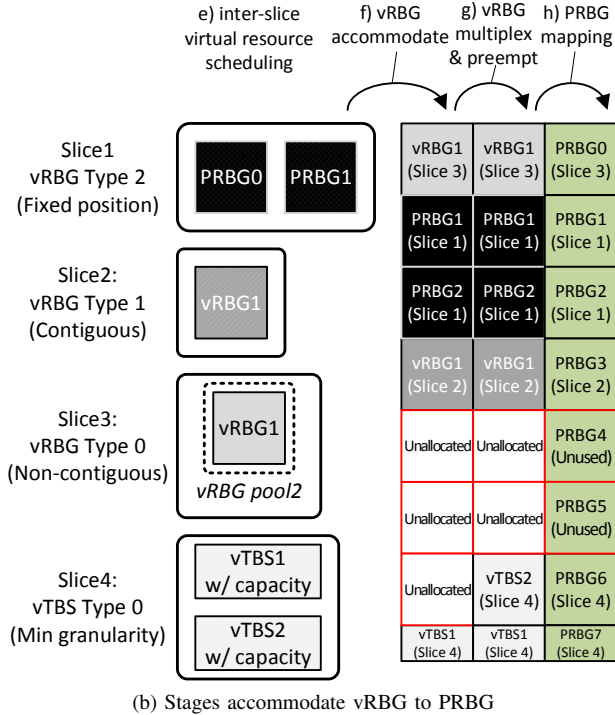 e) inter-slice
virtual resource
scheduling
f) vRBG
accommodate
g) vRBG
multiplex
& preempt
h) PRBG
mapping
Slice1
vRBG Type 2
(Fixed position)
PRBG0
PRBG1
Slice2:
vRBG Type 1
(Contiguous)
vRBG1
Slice3:
vRBG Type 0
(Non-contiguous)
vRBG1
vRBG pool2
Slice4:
vTBS Type 0
(Min granularity)
vTBS1
w/ capacity
vTBS2
w/ capacity
vRBG1
(Slice 3)
vRBG1
(Slice 3)
PRBG0
(Slice 3)
PRBG1
(Slice 1)
PRBG1
(Slice 1)
PRBG1
(Slice 1)
PRBG2
(Slice 1)
PRBG2
(Slice 1)
PRBG2
(Slice 1)
vRBG1
(Slice 2)
vRBG1
(Slice 2)
PRBG3
(Slice 2)
Unallocated
Unallocated
PRBG4
(Unused)
Unallocated
Unallocated
PRBG5
(Unused)
Unallocated
vTBS2
(Slice 4)
PRBG6
(Slice 4)
vTBS1
(Slice 4)
vTBS1
(Slice 4)
PRBG7
(Slice 4)
(b) Stages accommodate vRBG to PRBG